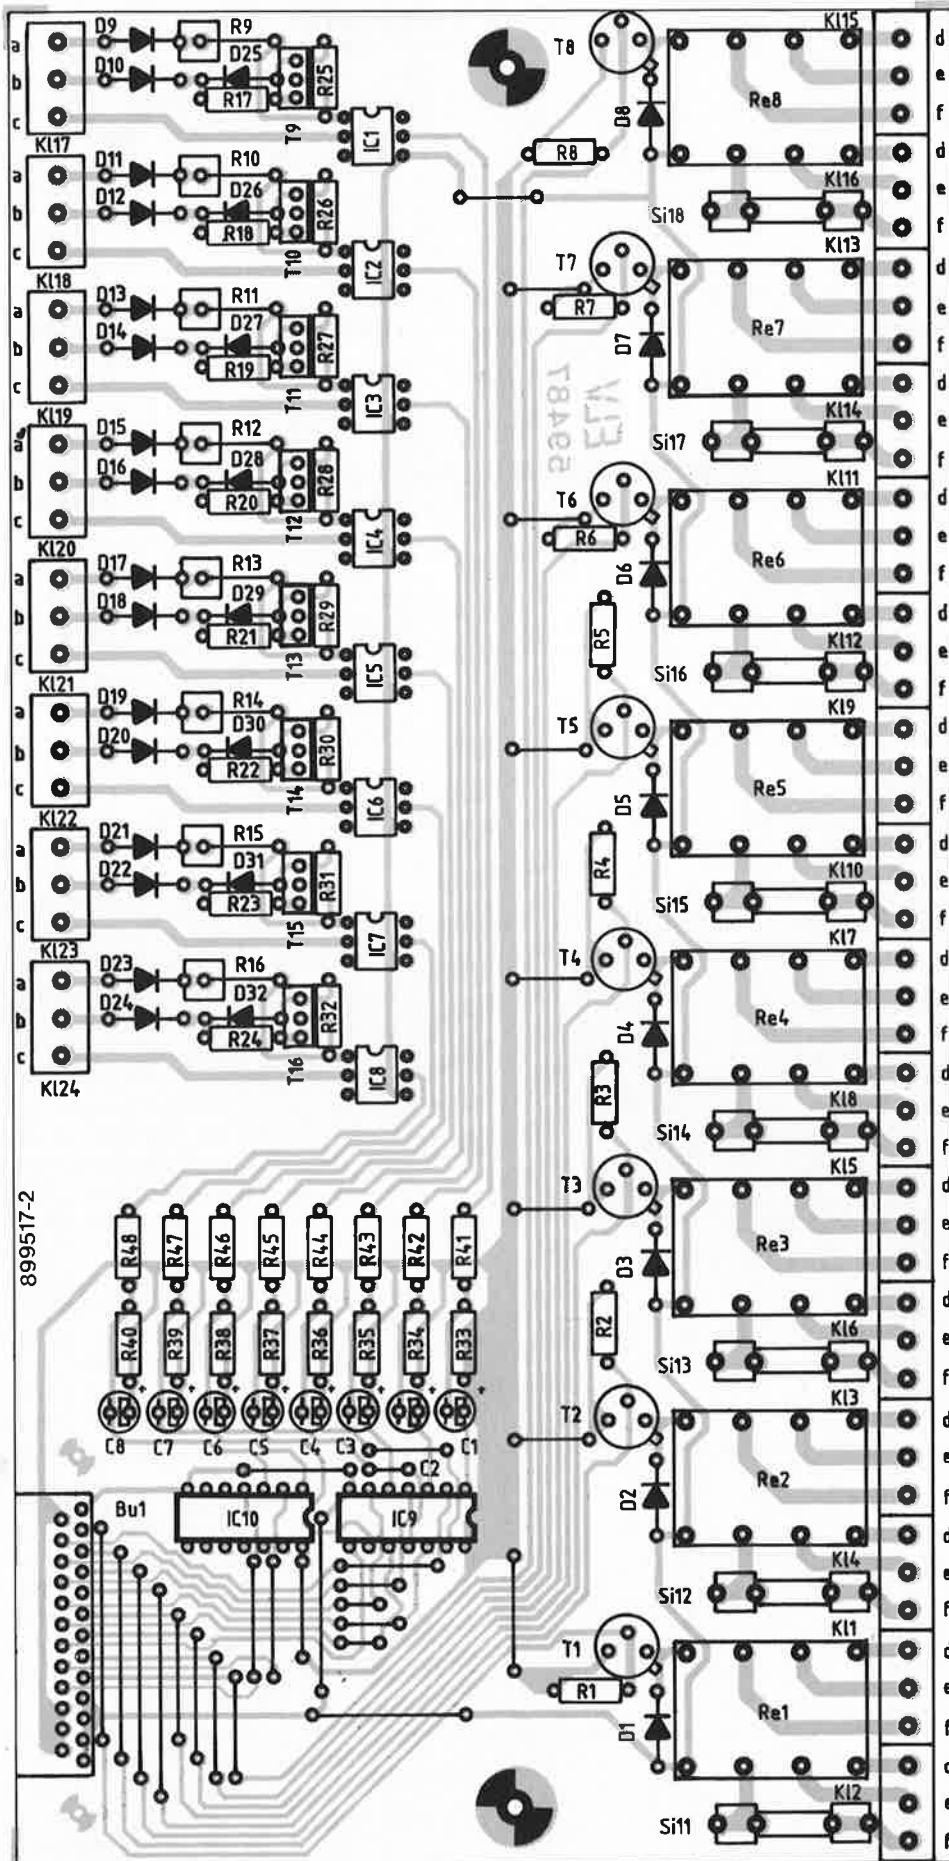 a D9 R9
D25
b D10
R17
c
R25
T9
IC1
Kl17
a D11 R10
D26
b D12
R18
c
R26
T10
IC2
Kl18
a D13 R11
D27
b D14
R19
c
R27
T11
IC3
Kl19
a D15 R12
D28
b D16
R20
c
R28
T12
IC4
Kl20
a D17 R13
D29
b D18
R21
c
R29
T13
IC5
Kl21
a D19 R14
D30
b D20
R22
c
R30
T14
IC6
Kl22
a D21 R15
D31
b D22
R23
c
R31
T15
IC7
Kl23
a D23 R16
D32
b D24
R24
c
R32
T16
IC8
Kl24
899517-2
R48 R47 R46 R45 R44 R43 R42 R41
R40 R39 R38 R37 R36 R35 R34 R33
+ + + + + + + +
C8 C7 C6 C5 C4 C3 C1
C2
Bu1 IC10 IC9
Kl15
T8 d
e
D8 Re8
f
R8 d
Kl16 e
Si18 f
Kl13
T7 d
R7 e
D7 Re7
f
d
Kl14 e
Si17 f
59487
ELV
Kl11
T6 d
R6 e
D6 Re6
f
d
R5 Kl12 e
Si16 f
Kl9
T5 d
e
D5 Re5
f
d
R4 Kl10 e
Si15 f
Kl7
T4 d
e
D4 Re4
f
d
R3 Kl8 e
Si14 f
Kl5
T3 d
e
D3 Re3
f
d
R2 Kl6 e
Si13 f
Kl3
T2 d
e
D2 Re2
f
d
Kl4 e
Si12 f
Kl1
T1 d
R1 e
D1 Re1
f
d
Kl2 e
Si11 f